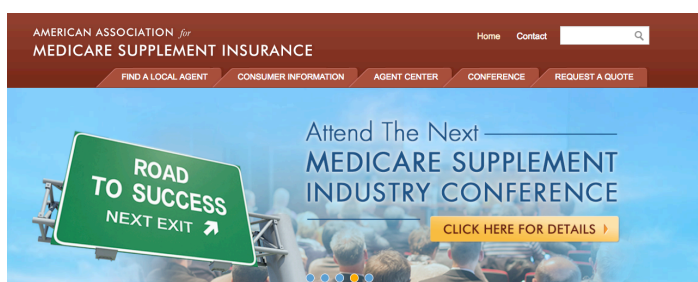 AMERICAN ASSOCIATION for
MEDICARE SUPPLEMENT INSURANCE
Home Contact
FIND A LOCAL AGENT CONSUMER INFORMATION AGENT CENTER CONFERENCE REQUEST A QUOTE
Attend The Next
MEDICARE SUPPLEMENT
INDUSTRY CONFERENCE
CLICK HERE FOR DETAILS
ROAD
TO SUCCESS
NEXT EXIT